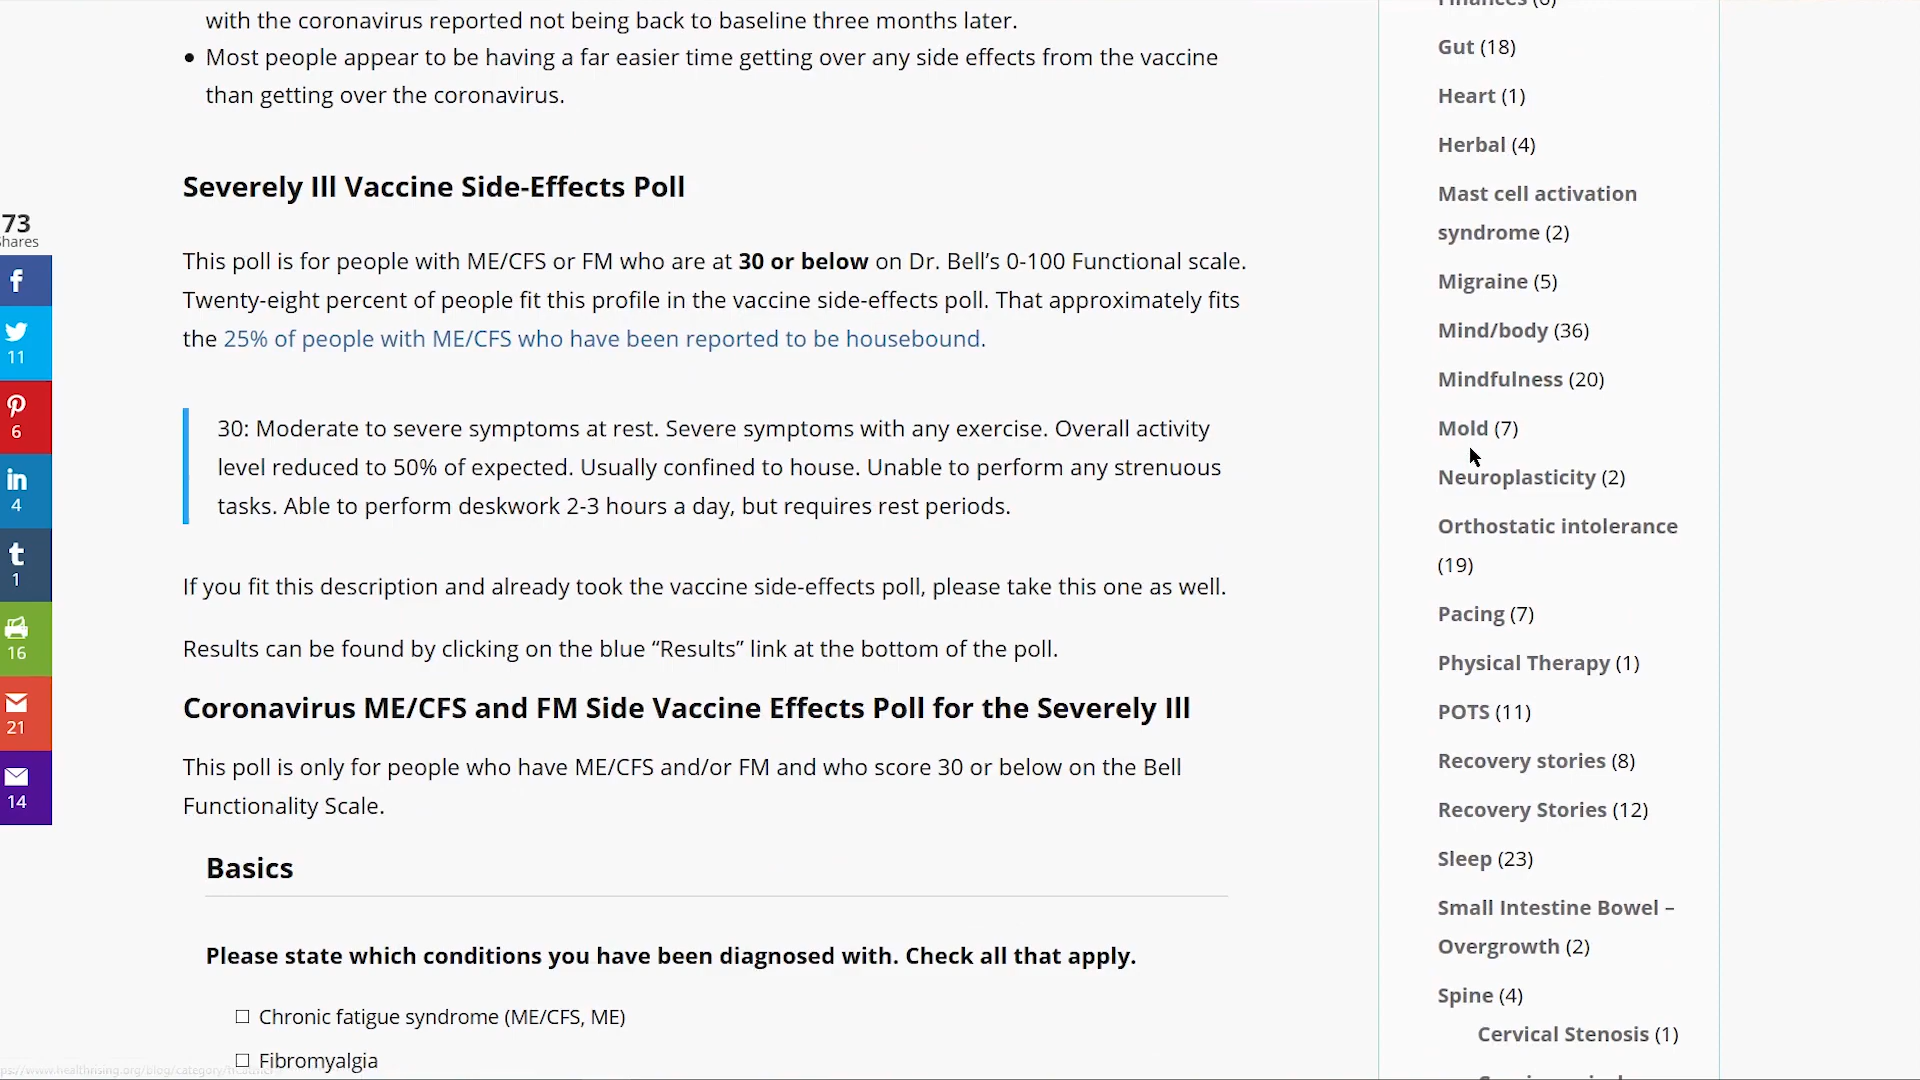 with the coronavirus reported not being back to baseline three months later.
• Most people appear to be having a far easier time getting over any side effects from the vaccine
than getting over the coronavirus.
Severely Ill Vaccine Side-Effects Poll
This poll is for people with ME/CFS or FM who are at 30 or below on Dr. Bell’s 0-100 Functional scale.
Twenty-eight percent of people fit this profile in the vaccine side-effects poll. That approximately fits
the 25% of people with ME/CFS who have been reported to be housebound.
30: Moderate to severe symptoms at rest. Severe symptoms with any exercise. Overall activity
level reduced to 50% of expected. Usually confined to house. Unable to perform any strenuous
tasks. Able to perform deskwork 2-3 hours a day, but requires rest periods.
If you fit this description and already took the vaccine side-effects poll, please take this one as well.
Results can be found by clicking on the blue “Results” link at the bottom of the poll.
Coronavirus ME/CFS and FM Side Vaccine Effects Poll for the Severely Ill
This poll is only for people who have ME/CFS and/or FM and who score 30 or below on the Bell
Functionality Scale.
Basics
Please state which conditions you have been diagnosed with. Check all that apply.
Chronic fatigue syndrome (ME/CFS, ME)
Fibromyalgia
73
Shares
11
6
4
1
16
21
14
Finances (6)
Gut (18)
Heart (1)
Herbal (4)
Mast cell activation
syndrome (2)
Migraine (5)
Mind/body (36)
Mindfulness (20)
Mold (7)
Neuroplasticity (2)
Orthostatic intolerance
(19)
Pacing (7)
Physical Therapy (1)
POTS (11)
Recovery stories (8)
Recovery Stories (12)
Sleep (23)
Small Intestine Bowel –
Overgrowth (2)
Spine (4)
Cervical Stenosis (1)